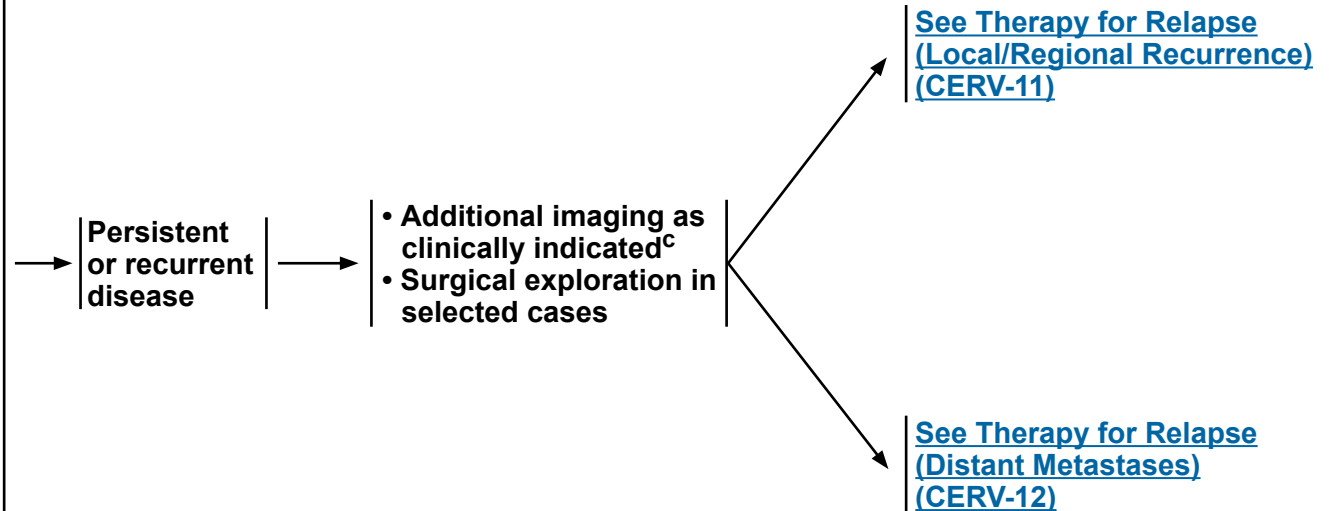 See Therapy for Relapse
(Local/Regional Recurrence)
(CERV-11)
Persistent
or recurrent
disease
• Additional imaging as
clinically indicatedᶜ
• Surgical exploration in
selected cases
See Therapy for Relapse
(Distant Metastases)
(CERV-12)